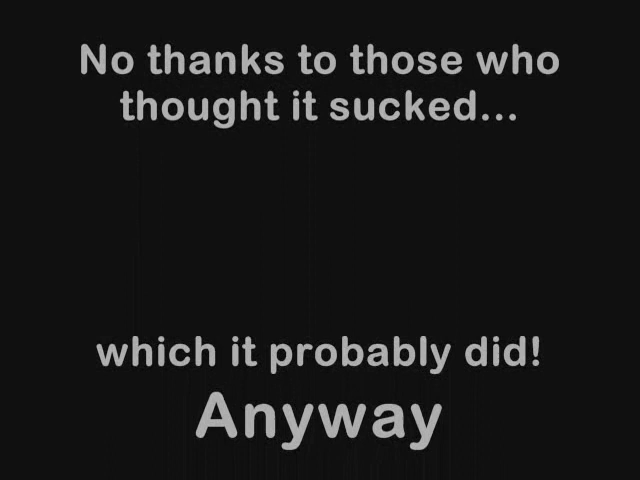 No thanks to those who
thought it sucked...
which it probably did!
Anyway